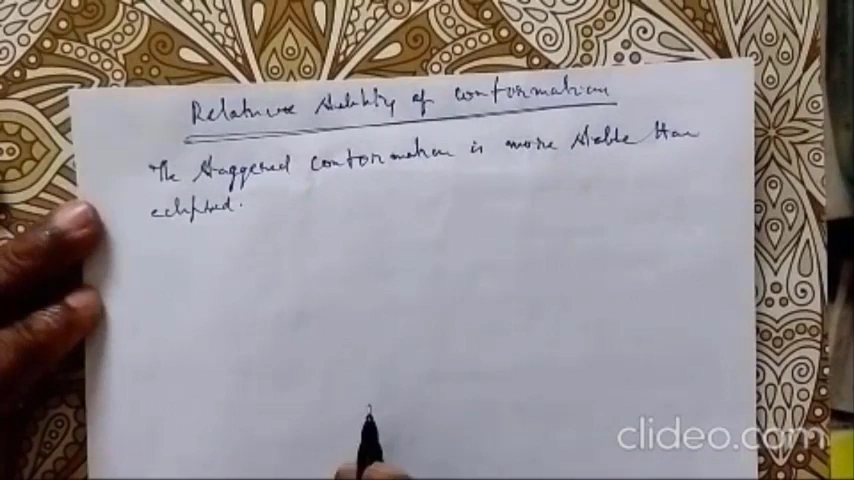 Relative stability of conformation
The staggered conformation is more stable than
eclipsed.
clideo.com